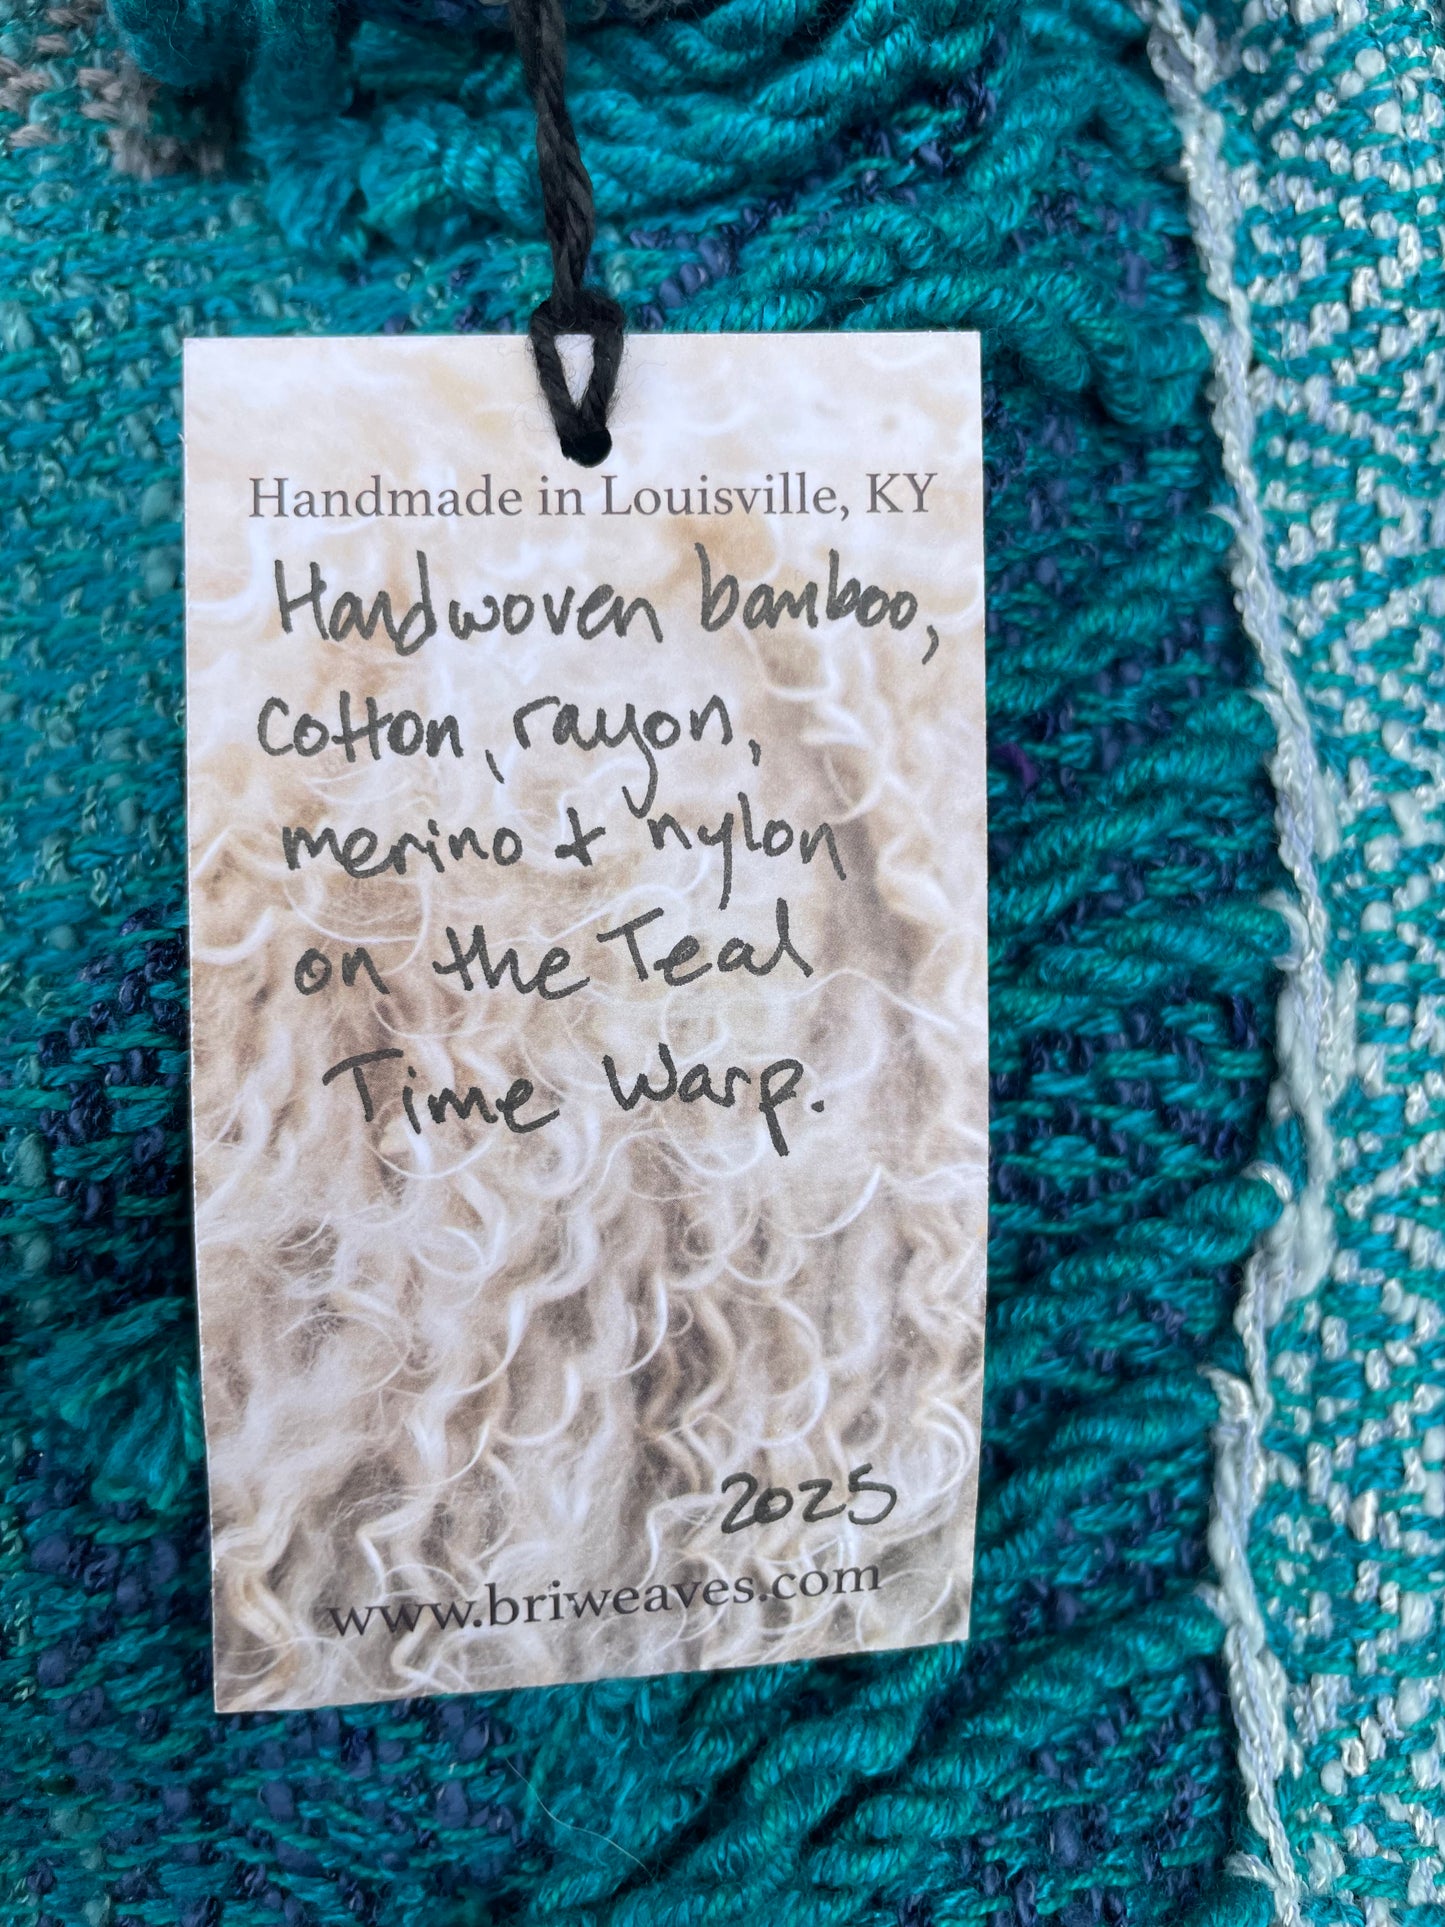 Handmade in Louisville, KY
Handwoven bamboo,
cotton, rayon,
merino + nylon
on the Teal
Time Warp.
2025
www.briweaves.com